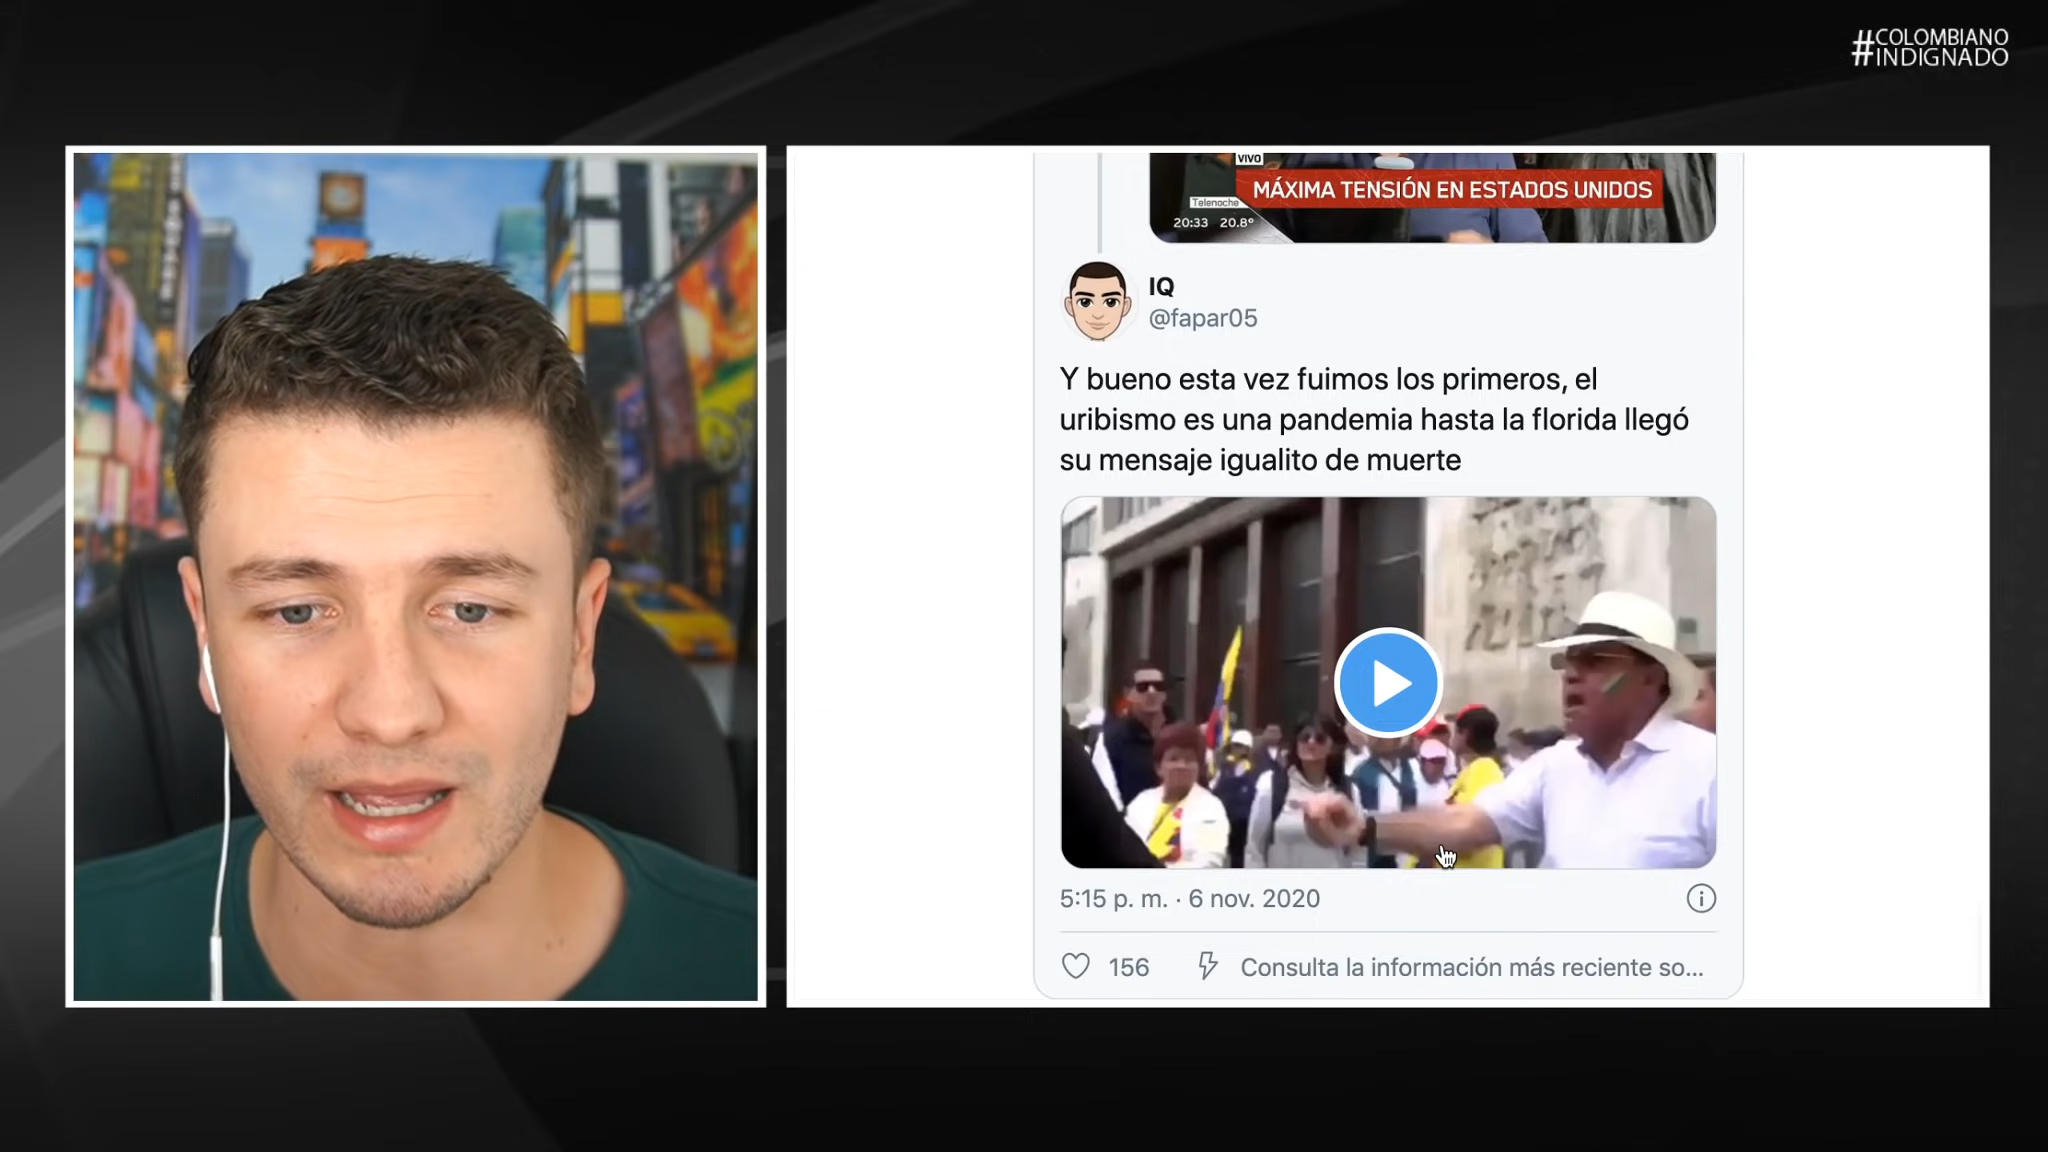 #COLOMBIANO
INDIGNADO
VIVO
MÁXIMA TENSIÓN EN ESTADOS UNIDOS
Telenoche
20:33 20.8°
IQ
@fapar05
Y bueno esta vez fuimos los primeros, el
uribismo es una pandemia hasta la florida llegó
su mensaje igualito de muerte
5:15 p. m. · 6 nov. 2020
156 Consulta la información más reciente so...